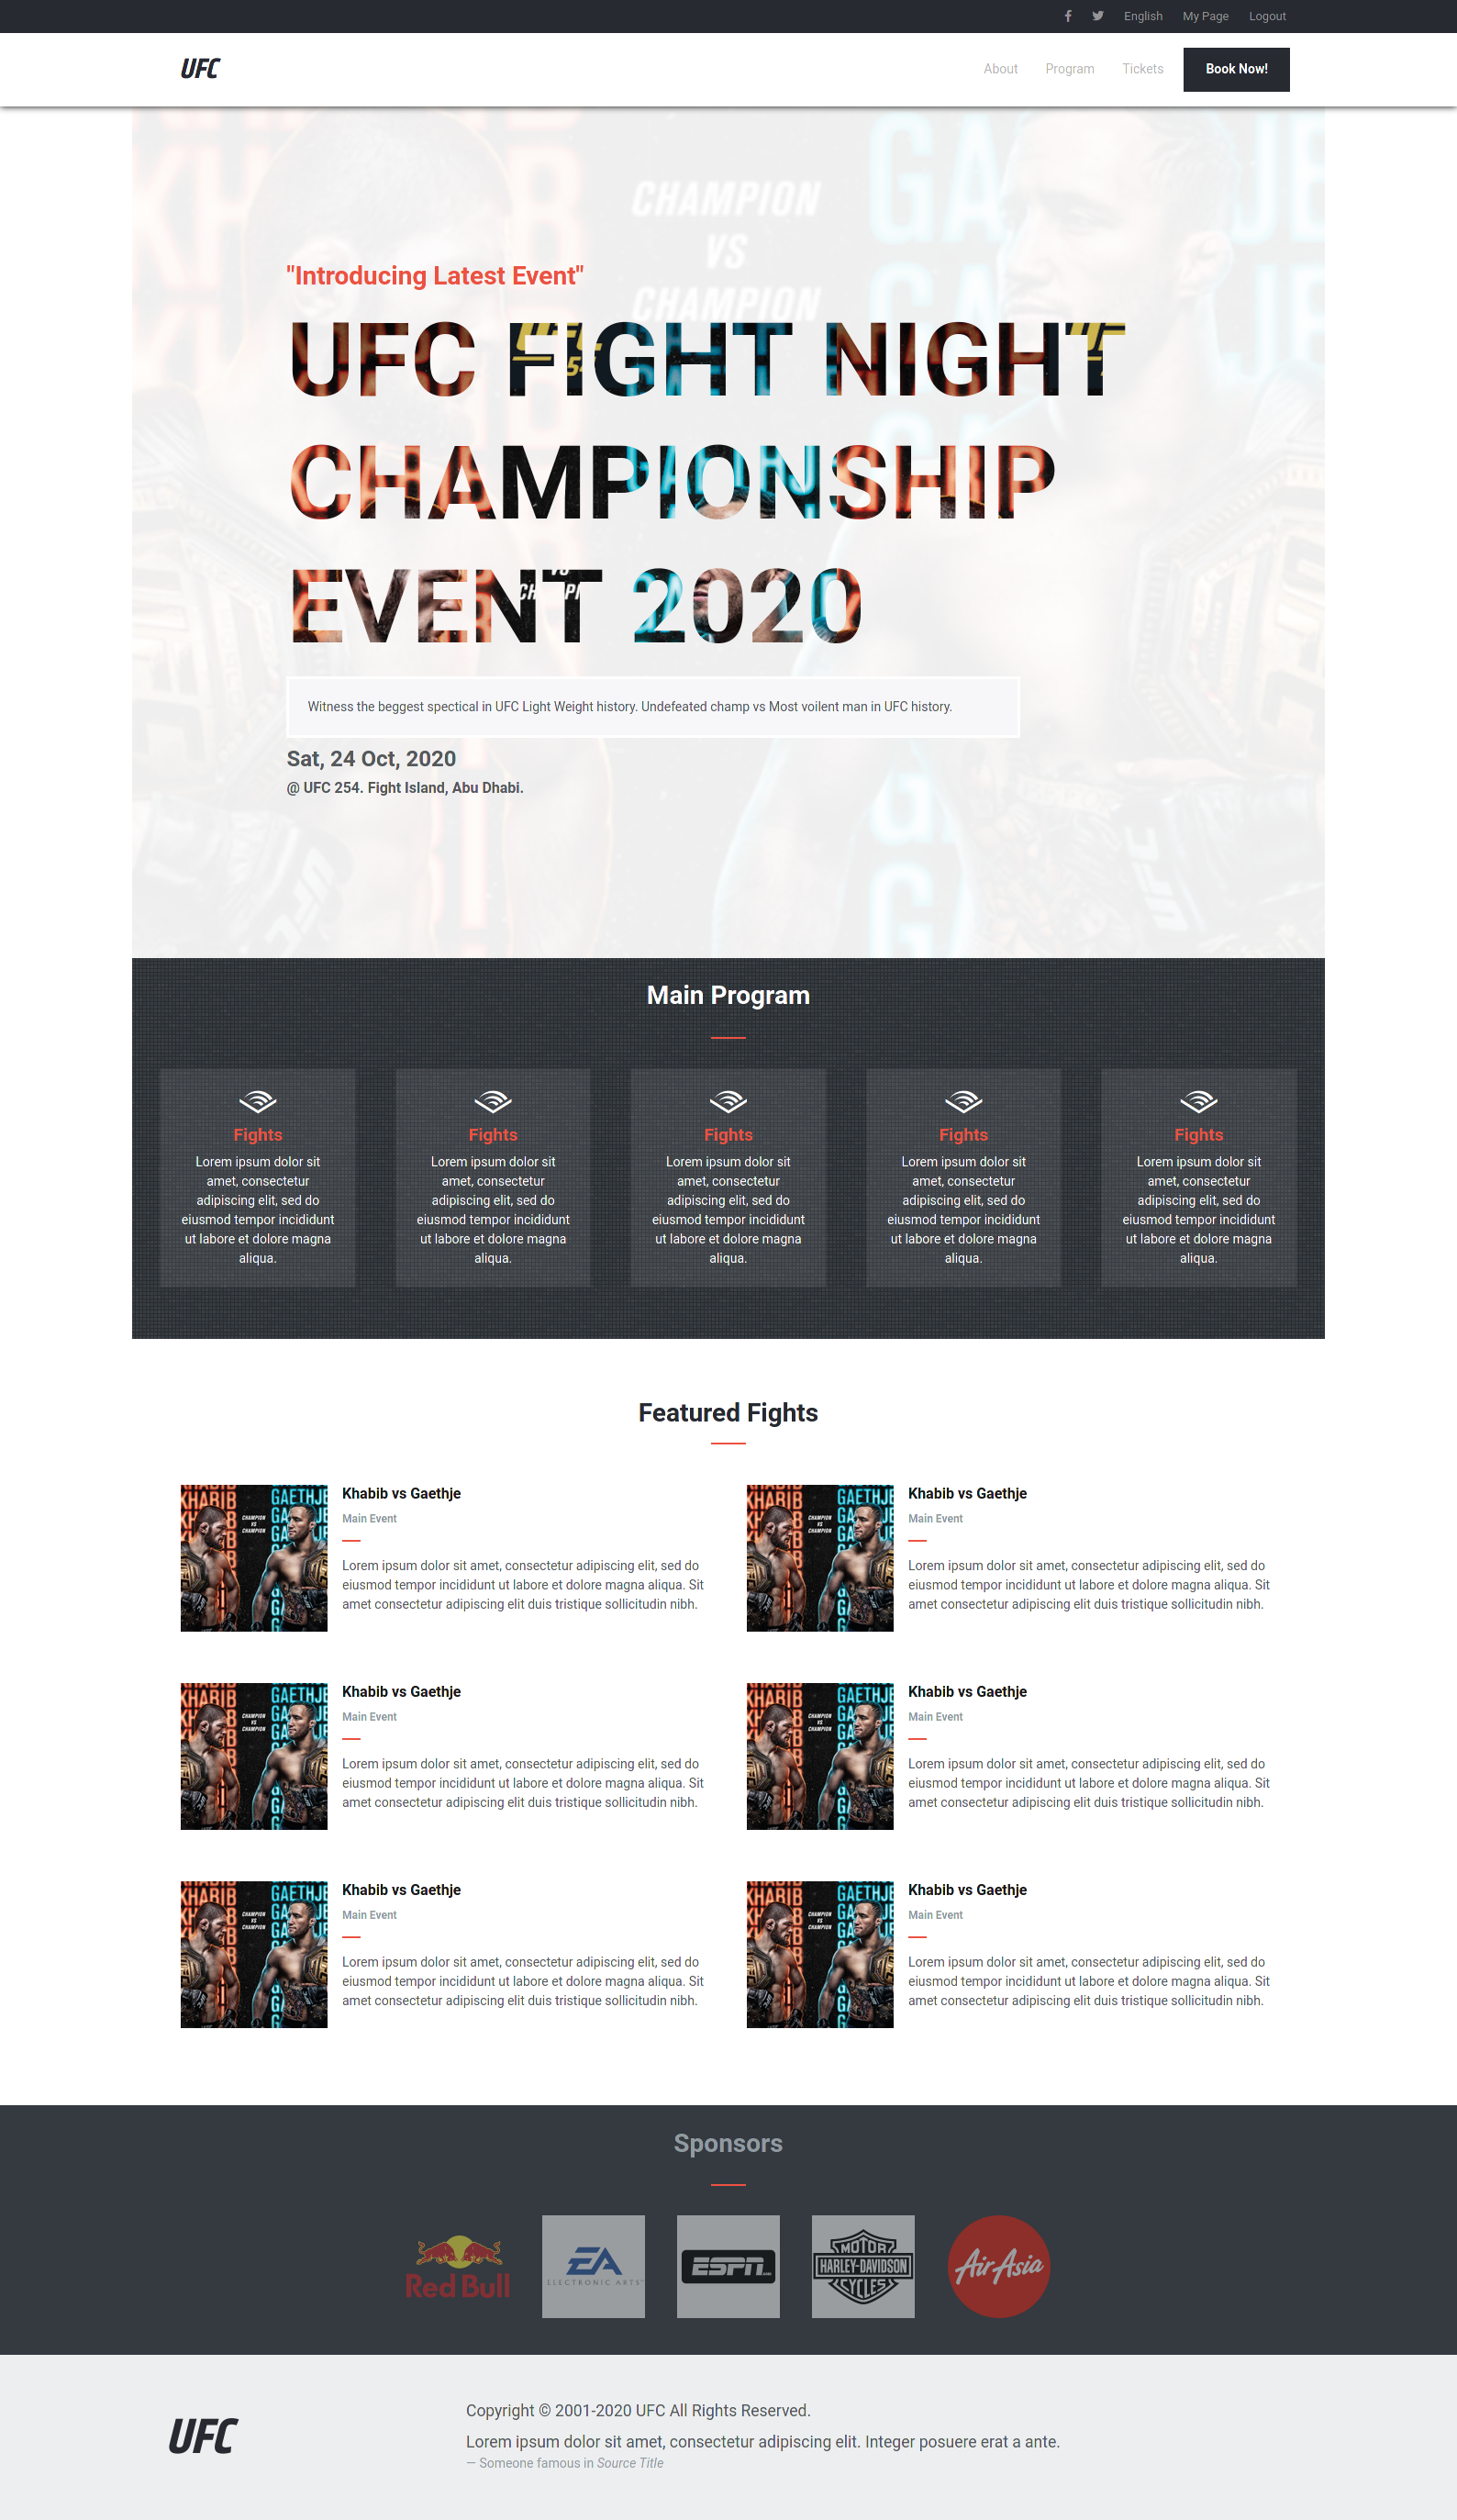 English My Page Logout
UFC
About Program Tickets Book Now!
CHAMPION
VS
CHAMPION
"Introducing Latest Event"
UFC FIGHT NIGHT
CHAMPIONSHIP
EVENT 2020
Witness the beggest spectical in UFC Light Weight history. Undefeated champ vs Most voilent man in UFC history.
Sat, 24 Oct, 2020
@ UFC 254. Fight Island, Abu Dhabi.
Main Program
Fights
Lorem ipsum dolor sit
amet, consectetur
adipiscing elit, sed do
eiusmod tempor incididunt
ut labore et dolore magna
aliqua.
Fights
Lorem ipsum dolor sit
amet, consectetur
adipiscing elit, sed do
eiusmod tempor incididunt
ut labore et dolore magna
aliqua.
Fights
Lorem ipsum dolor sit
amet, consectetur
adipiscing elit, sed do
eiusmod tempor incididunt
ut labore et dolore magna
aliqua.
Fights
Lorem ipsum dolor sit
amet, consectetur
adipiscing elit, sed do
eiusmod tempor incididunt
ut labore et dolore magna
aliqua.
Fights
Lorem ipsum dolor sit
amet, consectetur
adipiscing elit, sed do
eiusmod tempor incididunt
ut labore et dolore magna
aliqua.
Featured Fights
Khabib vs Gaethje
Main Event
Lorem ipsum dolor sit amet, consectetur adipiscing elit, sed do
eiusmod tempor incididunt ut labore et dolore magna aliqua. Sit
amet consectetur adipiscing elit duis tristique sollicitudin nibh.
Khabib vs Gaethje
Main Event
Lorem ipsum dolor sit amet, consectetur adipiscing elit, sed do
eiusmod tempor incididunt ut labore et dolore magna aliqua. Sit
amet consectetur adipiscing elit duis tristique sollicitudin nibh.
Khabib vs Gaethje
Main Event
Lorem ipsum dolor sit amet, consectetur adipiscing elit, sed do
eiusmod tempor incididunt ut labore et dolore magna aliqua. Sit
amet consectetur adipiscing elit duis tristique sollicitudin nibh.
Khabib vs Gaethje
Main Event
Lorem ipsum dolor sit amet, consectetur adipiscing elit, sed do
eiusmod tempor incididunt ut labore et dolore magna aliqua. Sit
amet consectetur adipiscing elit duis tristique sollicitudin nibh.
Khabib vs Gaethje
Main Event
Lorem ipsum dolor sit amet, consectetur adipiscing elit, sed do
eiusmod tempor incididunt ut labore et dolore magna aliqua. Sit
amet consectetur adipiscing elit duis tristique sollicitudin nibh.
Khabib vs Gaethje
Main Event
Lorem ipsum dolor sit amet, consectetur adipiscing elit, sed do
eiusmod tempor incididunt ut labore et dolore magna aliqua. Sit
amet consectetur adipiscing elit duis tristique sollicitudin nibh.
Sponsors
Red Bull
EA
ELECTRONIC ARTS
ESPN
MOTOR
HARLEY-DAVIDSON
CYCLES
AirAsia
UFC
Copyright © 2001-2020 UFC All Rights Reserved.
Lorem ipsum dolor sit amet, consectetur adipiscing elit. Integer posuere erat a ante.
— Someone famous in Source Title